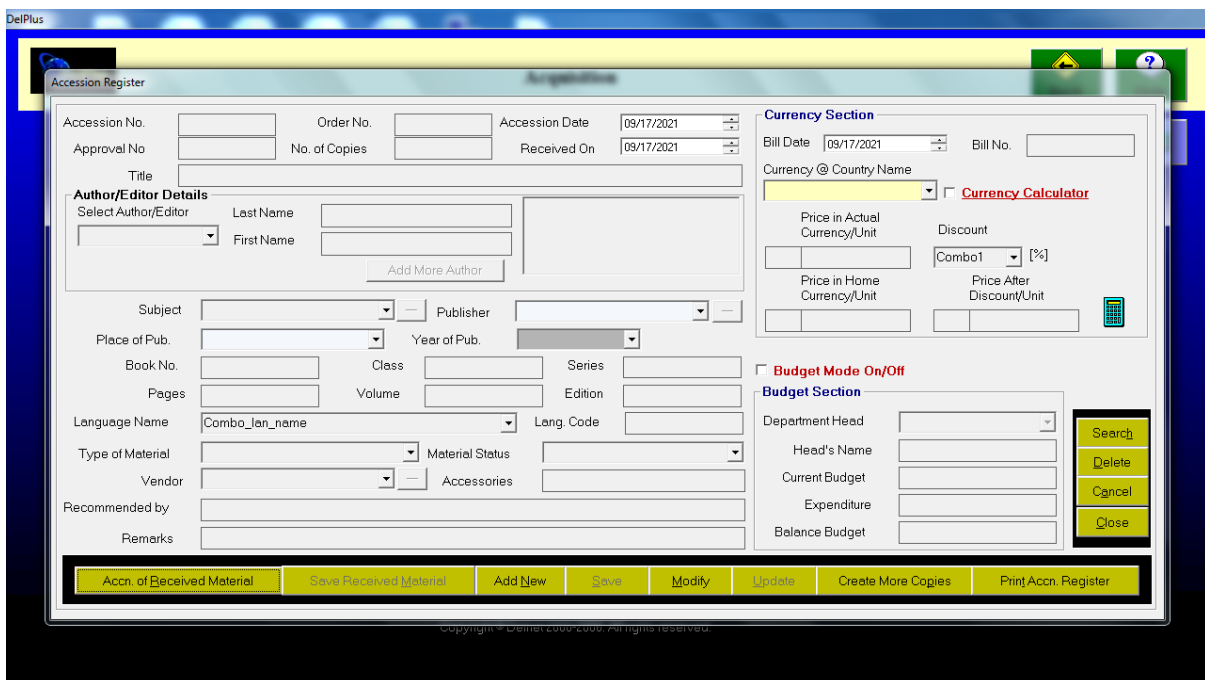 DelPlus
Acquisition
Accession Register
Accession No. Order No. Accession Date 09/17/2021
Approval No No. of Copies Received On 09/17/2021
Title
Author/Editor Details
Select Author/Editor Last Name
First Name
Add More Author
Subject Publisher
Place of Pub. Year of Pub.
Book No. Class Series
Pages Volume Edition
Language Name Combo_lan_name Lang. Code
Type of Material Material Status
Vendor Accessories
Recommended by
Remarks
Currency Section
Bill Date 09/17/2021 Bill No.
Currency @ Country Name
Currency Calculator
Price in Actual
Currency/Unit
Discount
Combo1 [%]
Price in Home
Currency/Unit
Price After
Discount/Unit
Budget Mode On/Off
Budget Section
Department Head
Head's Name
Current Budget
Expenditure
Balance Budget
Search
Delete
Cancel
Close
Accn. of Received Material Save Received Material Add New Save Modify Update Create More Copies Print Accn. Register
Copyright © Delnet 2000-2006. All rights reserved.